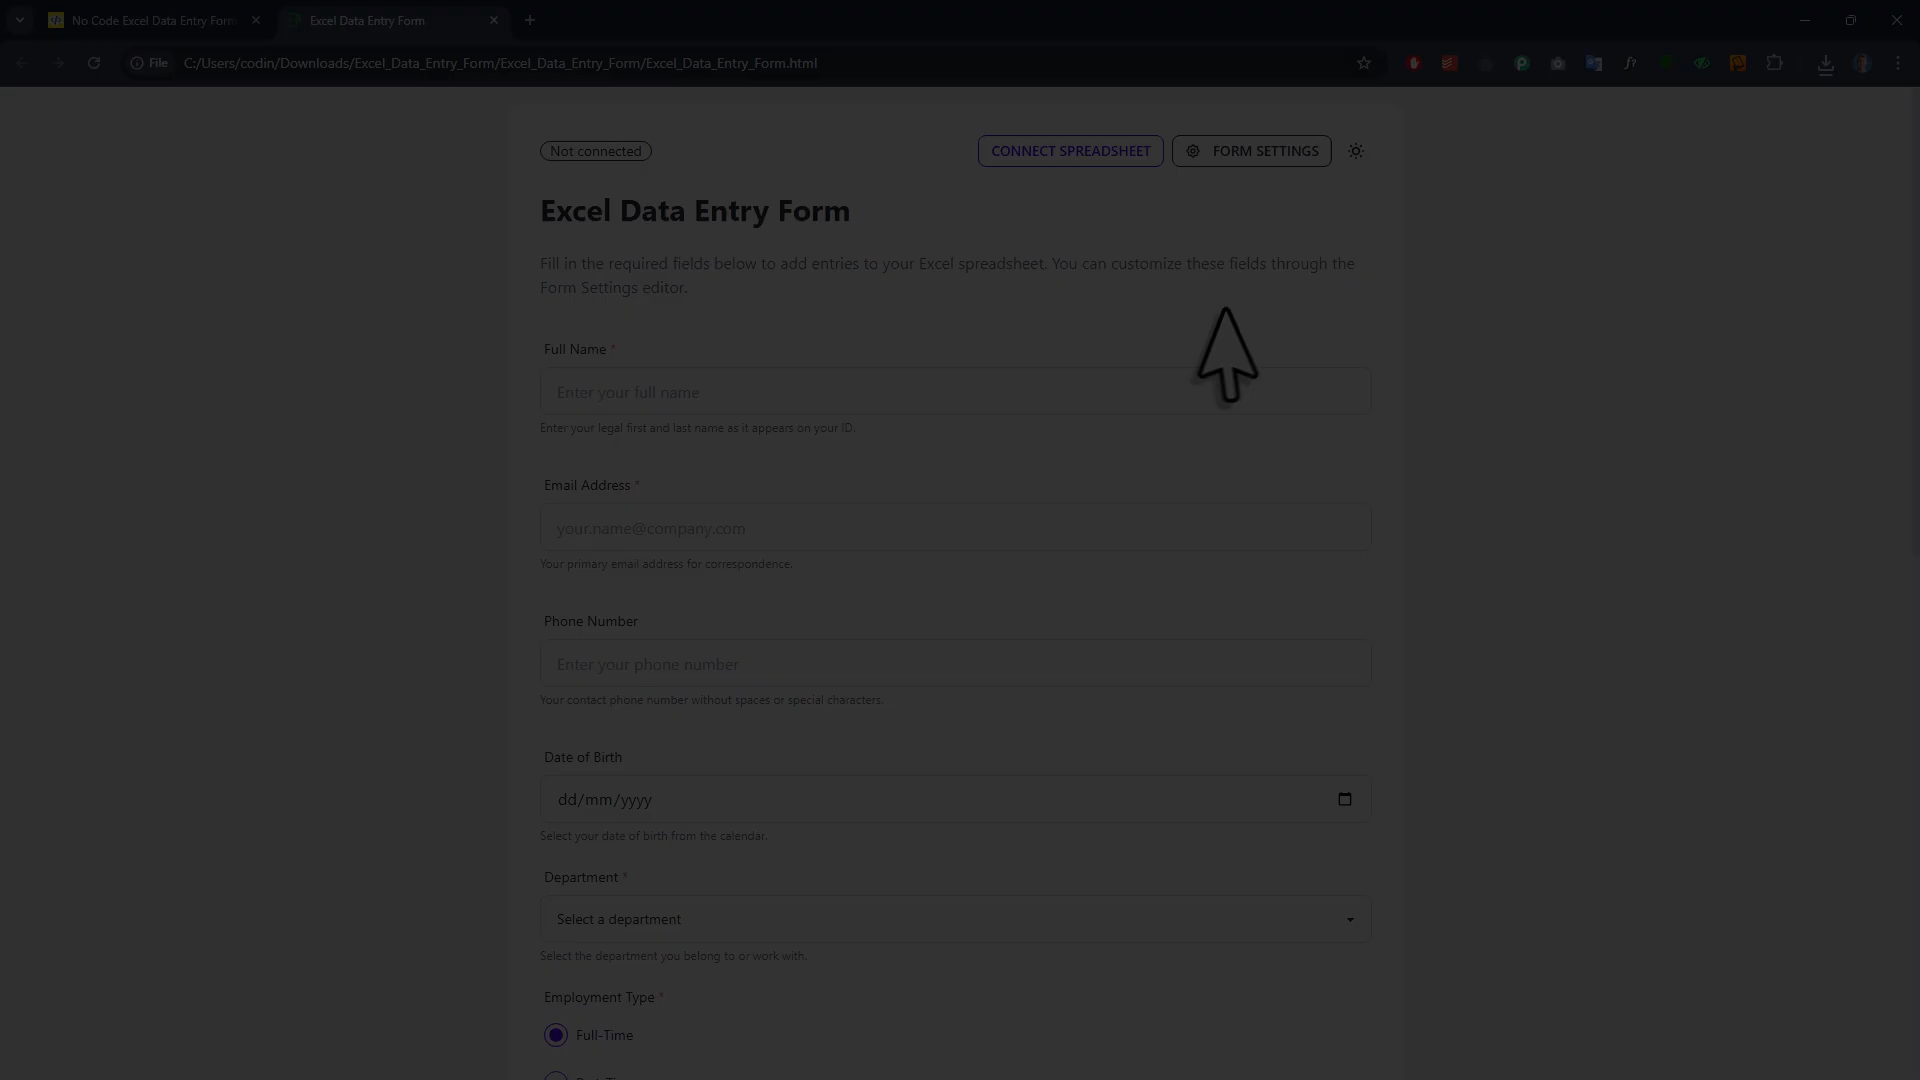 No Code Excel Data Entry Form
Excel Data Entry Form
File
C:/Users/codin/Downloads/Excel_Data_Entry_Form/Excel_Data_Entry_Form/Excel_Data_Entry_Form.html
Not connected
CONNECT SPREADSHEET
FORM SETTINGS
Excel Data Entry Form
Fill in the required fields below to add entries to your Excel spreadsheet. You can customize these fields through the
Form Settings editor.
Full Name *
Enter your full name
Enter your legal first and last name as it appears on your ID.
Email Address *
your.name@company.com
Your primary email address for correspondence.
Phone Number
Enter your phone number
Your contact phone number without spaces or special characters.
Date of Birth
dd/mm/yyyy
Select your date of birth from the calendar.
Department *
Select a department
Select the department you belong to or work with.
Employment Type *
Full-Time